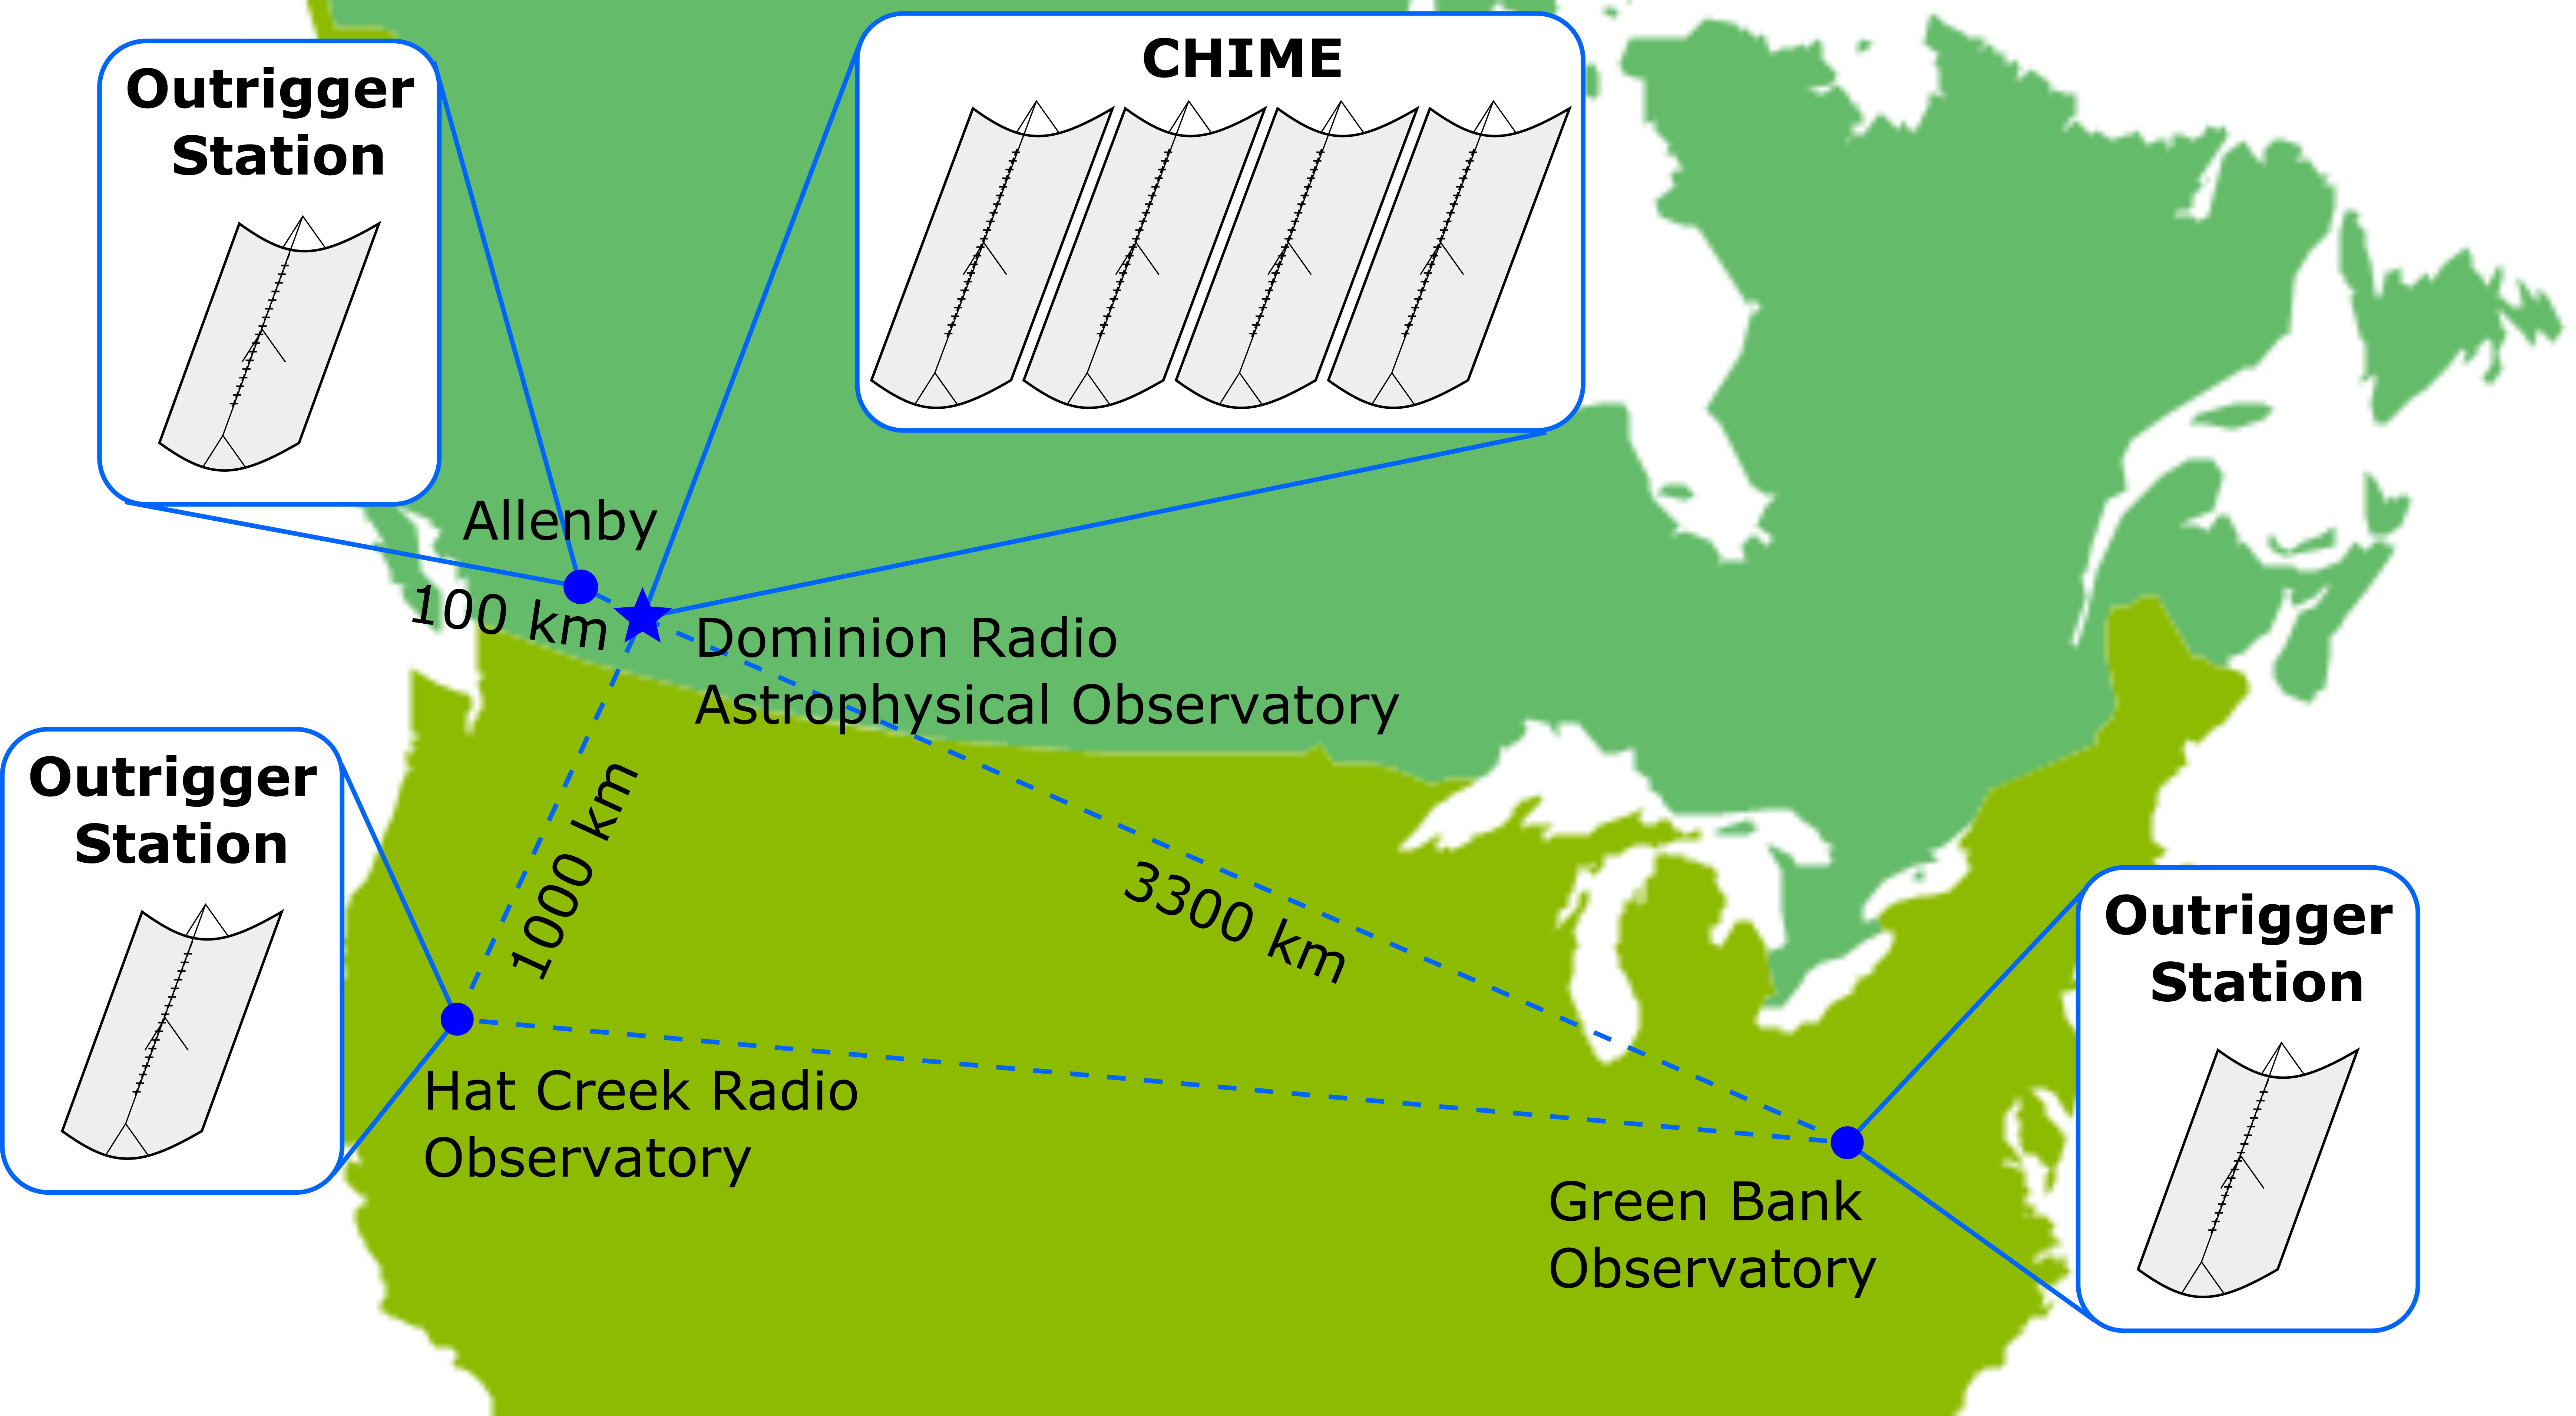 Outrigger
Station
CHIME
Allenby
100 km
Dominion Radio
Astrophysical Observatory
Outrigger
Station
1000 km
3300 km
Outrigger
Station
Hat Creek Radio
Observatory
Green Bank
Observatory